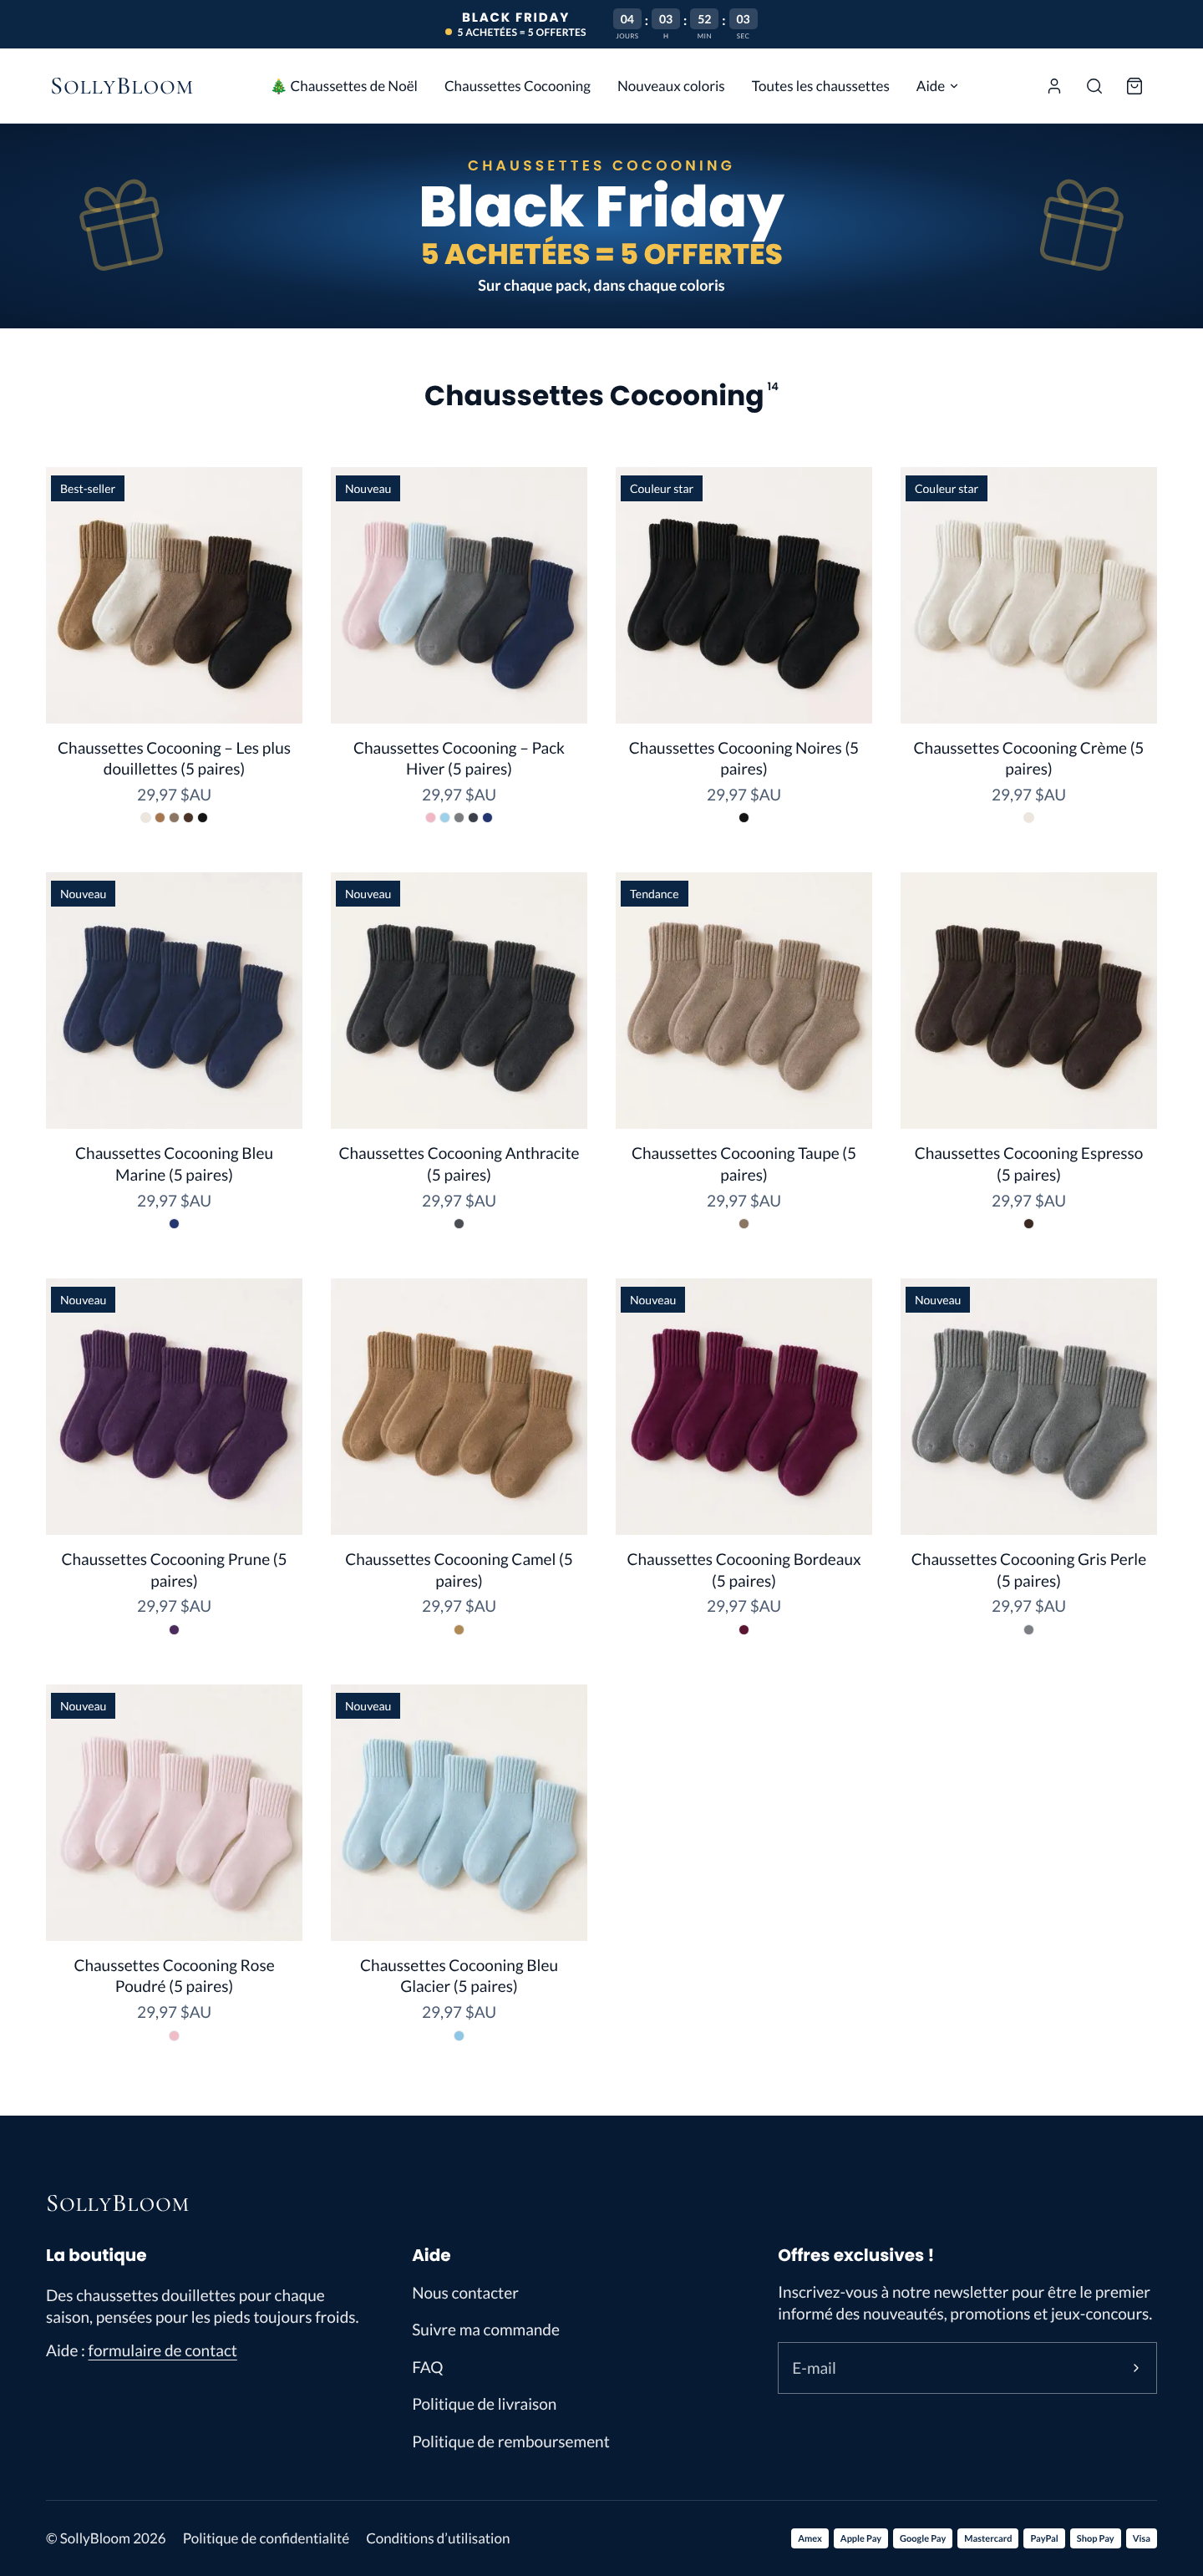 BLACK FRIDAY
5 ACHETÉES = 5 OFFERTES
04 : 03 : 52 : 03
JOURS H MIN SEC
SOLLYBLOOM
🎄 Chaussettes de Noël
Chaussettes Cocooning
Nouveaux coloris
Toutes les chaussettes
Aide
CHAUSSETTES COCOONING
Black Friday
5 ACHETÉES = 5 OFFERTES
Sur chaque pack, dans chaque coloris
Chaussettes Cocooning 14
Best-seller
Chaussettes Cocooning – Les plus
douillettes (5 paires)
29,97 $AU
Nouveau
Chaussettes Cocooning – Pack
Hiver (5 paires)
29,97 $AU
Couleur star
Chaussettes Cocooning Noires (5
paires)
29,97 $AU
Couleur star
Chaussettes Cocooning Crème (5
paires)
29,97 $AU
Nouveau
Chaussettes Cocooning Bleu
Marine (5 paires)
29,97 $AU
Nouveau
Chaussettes Cocooning Anthracite
(5 paires)
29,97 $AU
Tendance
Chaussettes Cocooning Taupe (5
paires)
29,97 $AU
Chaussettes Cocooning Espresso
(5 paires)
29,97 $AU
Nouveau
Chaussettes Cocooning Prune (5
paires)
29,97 $AU
Chaussettes Cocooning Camel (5
paires)
29,97 $AU
Nouveau
Chaussettes Cocooning Bordeaux
(5 paires)
29,97 $AU
Nouveau
Chaussettes Cocooning Gris Perle
(5 paires)
29,97 $AU
Nouveau
Chaussettes Cocooning Rose
Poudré (5 paires)
29,97 $AU
Nouveau
Chaussettes Cocooning Bleu
Glacier (5 paires)
29,97 $AU
SOLLYBLOOM
La boutique
Des chaussettes douillettes pour chaque
saison, pensées pour les pieds toujours froids.
Aide : formulaire de contact
Aide
Nous contacter
Suivre ma commande
FAQ
Politique de livraison
Politique de remboursement
Offres exclusives !
Inscrivez-vous à notre newsletter pour être le premier
informé des nouveautés, promotions et jeux-concours.
E-mail
© SollyBloom 2026
Politique de confidentialité
Conditions d’utilisation
Amex
Apple Pay
Google Pay
Mastercard
PayPal
Shop Pay
Visa